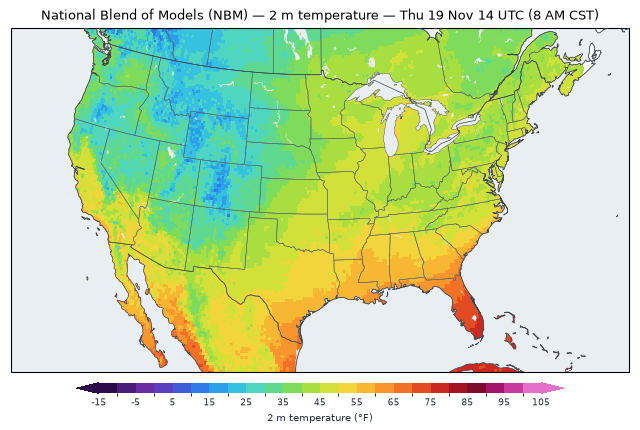 National Blend of Models (NBM) — 2 m temperature — Thu 19 Nov 14 UTC (8 AM CST)
-15 -5 5 15 25 35 45 55 65 75 85 95 105
2 m temperature (°F)